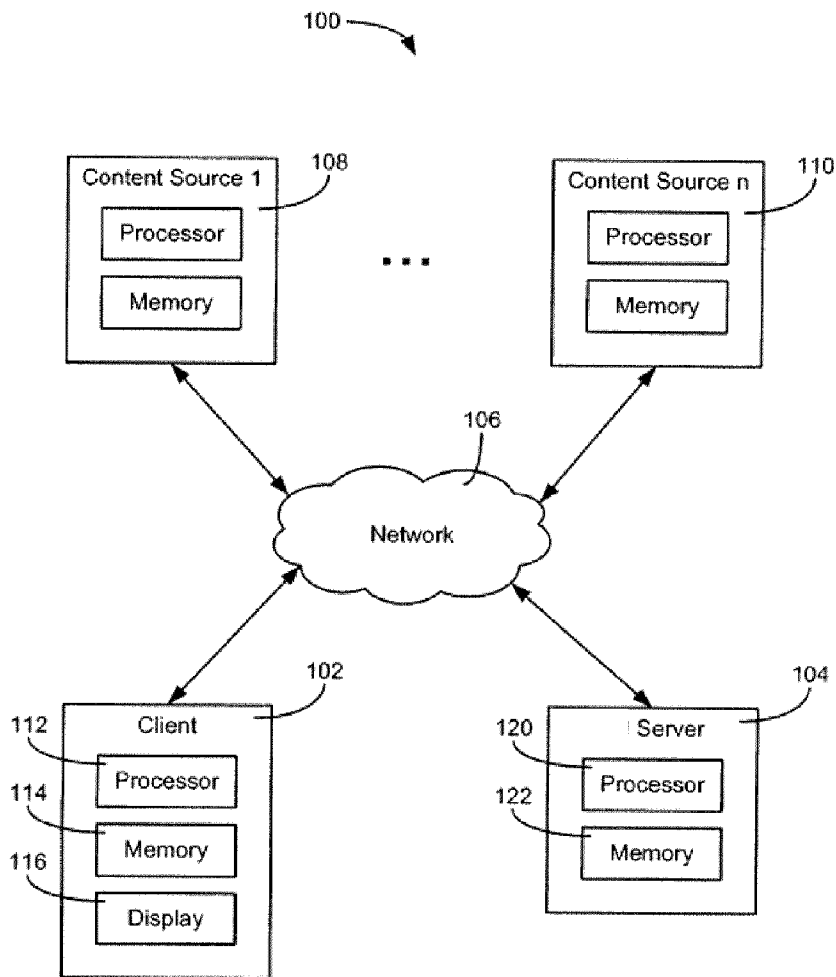 100
Content Source 1
108
Processor
Memory
...
Content Source n
110
Processor
Memory
106
Network
102
Client
112
Processor
114
Memory
116
Display
104
Server
120
Processor
122
Memory